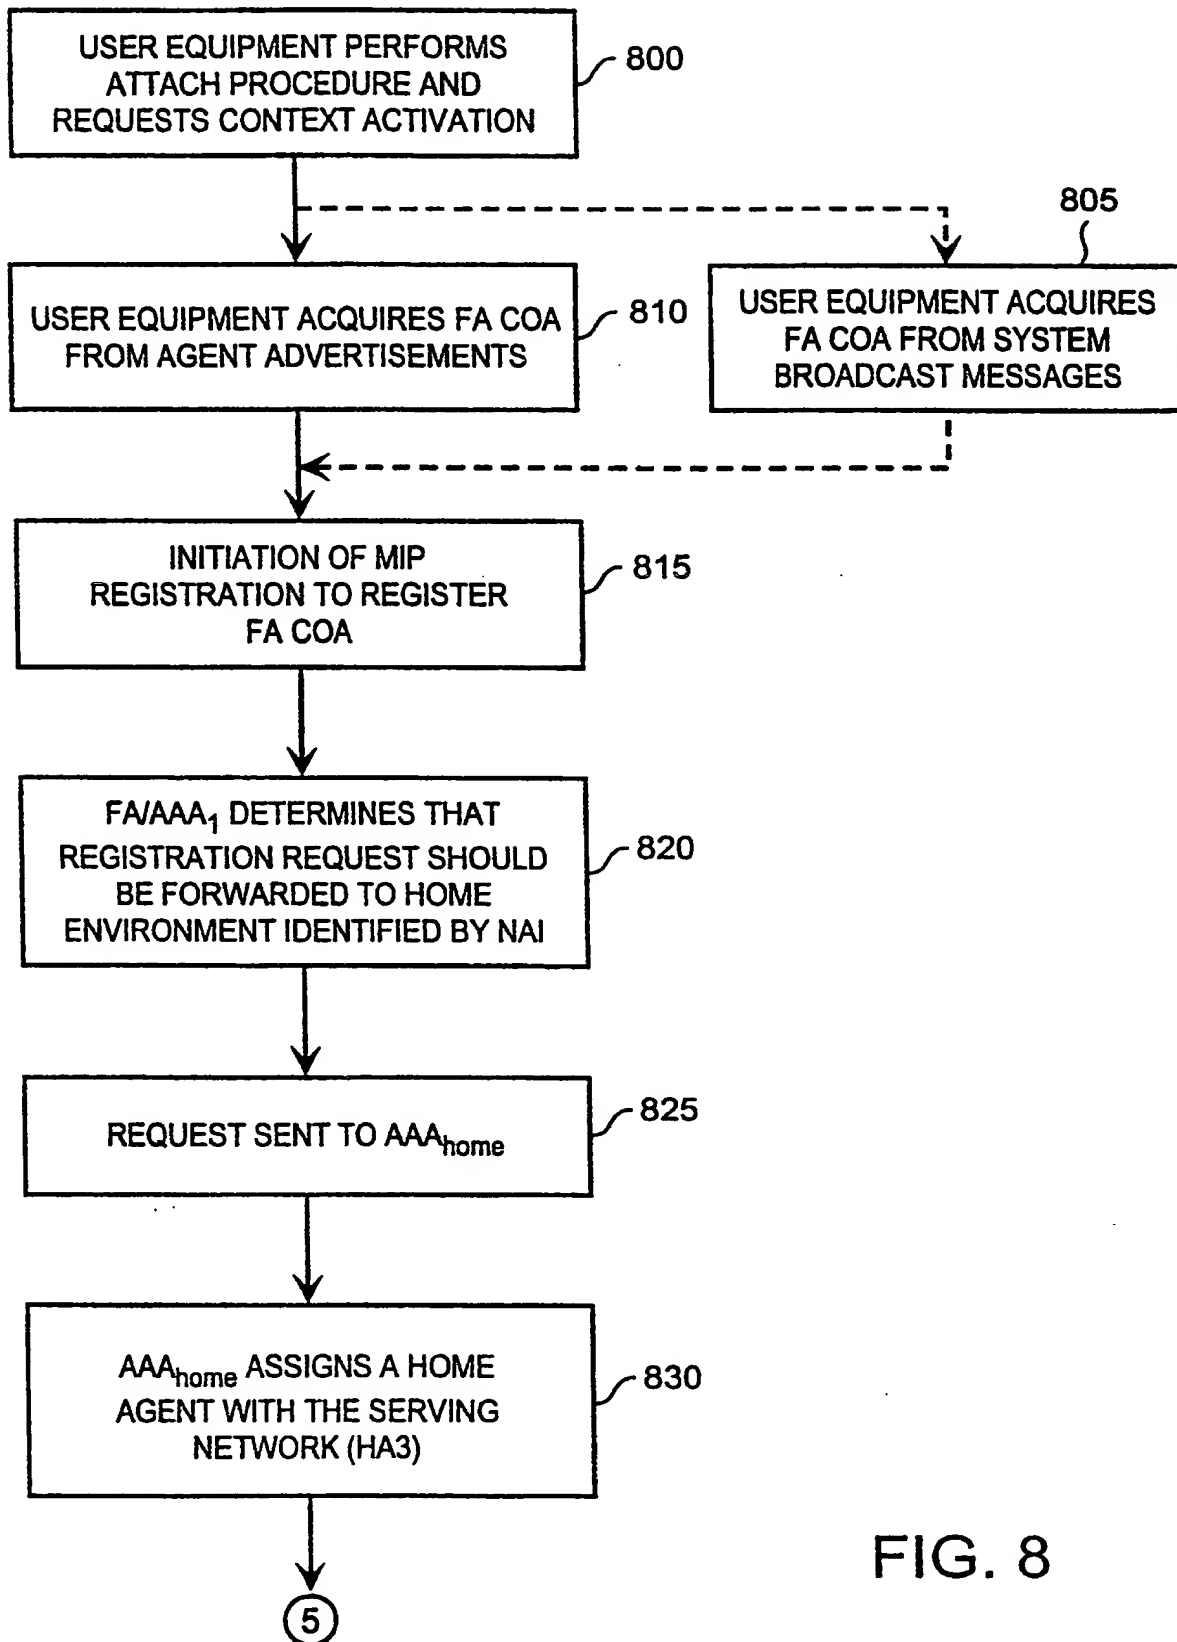 USER EQUIPMENT PERFORMS
ATTACH PROCEDURE AND
REQUESTS CONTEXT ACTIVATION
800
805
USER EQUIPMENT ACQUIRES FA COA
FROM AGENT ADVERTISEMENTS
810
USER EQUIPMENT ACQUIRES
FA COA FROM SYSTEM
BROADCAST MESSAGES
INITIATION OF MIP
REGISTRATION TO REGISTER
FA COA
815
FA/AAA1 DETERMINES THAT
REGISTRATION REQUEST SHOULD
BE FORWARDED TO HOME
ENVIRONMENT IDENTIFIED BY NAI
820
REQUEST SENT TO AAAhome
825
AAAhome ASSIGNS A HOME
AGENT WITH THE SERVING
NETWORK (HA3)
830
FIG. 8
5